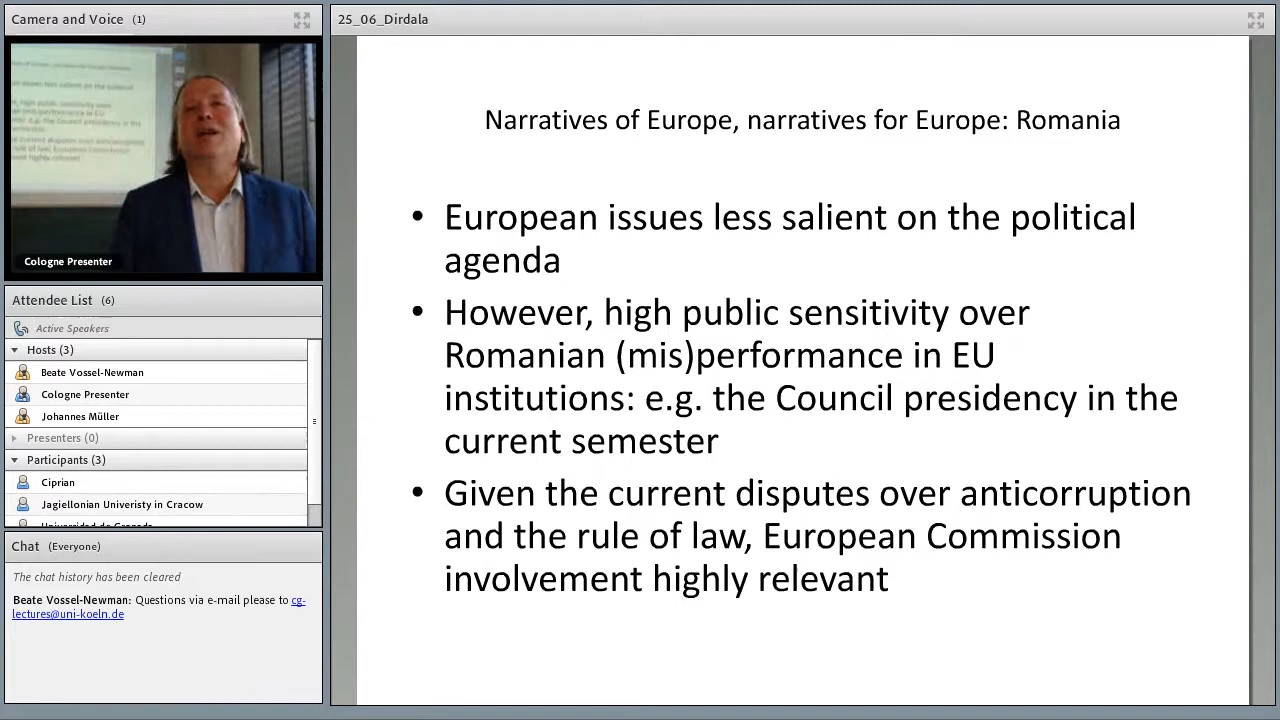 Camera and Voice (1)
Cologne Presenter
Attendee List (6)
Active Speakers
Hosts (3)
Beate Vossel-Newman
Cologne Presenter
Johannes Müller
Presenters (0)
Participants (3)
Ciprian
Jagiellonian Univeristy in Cracow
Chat (Everyone)
The chat history has been cleared
Beate Vossel-Newman: Questions via e-mail please to cg-
lectures@uni-koeln.de
25_06_Dirdala
Narratives of Europe, narratives for Europe: Romania
• European issues less salient on the political
agenda
• However, high public sensitivity over
Romanian (mis)performance in EU
institutions: e.g. the Council presidency in the
current semester
• Given the current disputes over anticorruption
and the rule of law, European Commission
involvement highly relevant